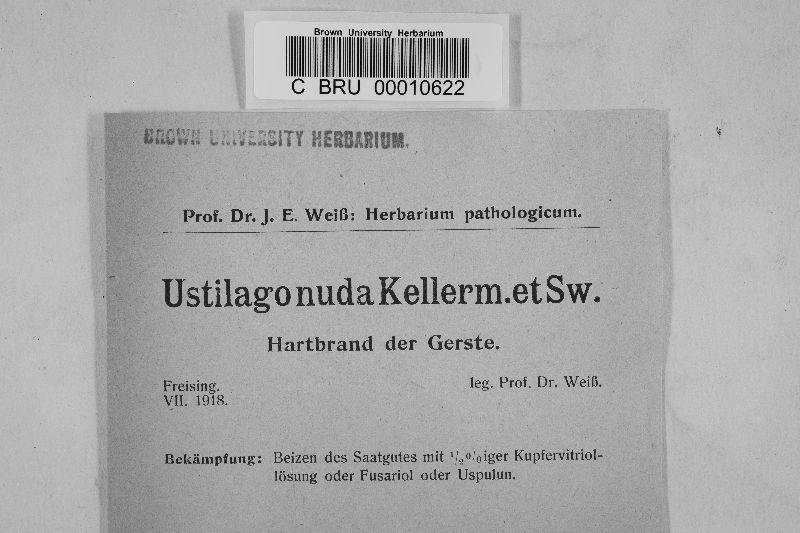 Brown University Herbarium
C BRU 00010622
BROWN UNIVERSITY HERBARIUM.
Prof. Dr. J. E. Weiß: Herbarium pathologicum.
Ustilago nuda Kellerm. et Sw.
Hartbrand der Gerste.
Freising.
leg. Prof. Dr. Weiß.
VII. 1918.
Bekämpfung: Beizen des Saatgutes mit ½%iger Kupfervitriol-
lösung oder Fusariol oder Uspulun.